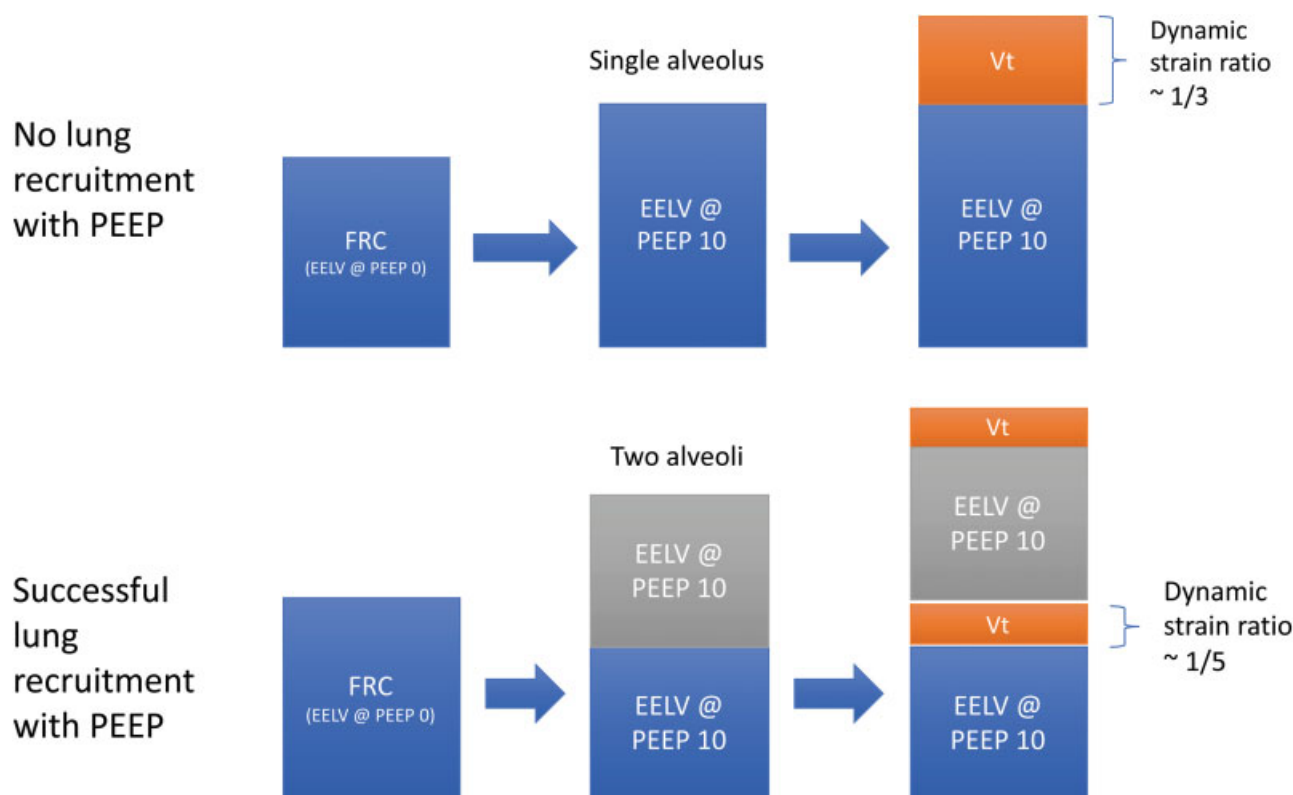 No lung
recruitment
with PEEP
FRC
(EELV @ PEEP 0)
Single alveolus
EELV @
PEEP 10
Vt
EELV @
PEEP 10
Dynamic
strain ratio
~ 1/3
Successful
lung
recruitment
with PEEP
FRC
(EELV @ PEEP 0)
Two alveoli
EELV @
PEEP 10
EELV @
PEEP 10
Vt
EELV @
PEEP 10
Vt
EELV @
PEEP 10
Dynamic
strain ratio
~ 1/5